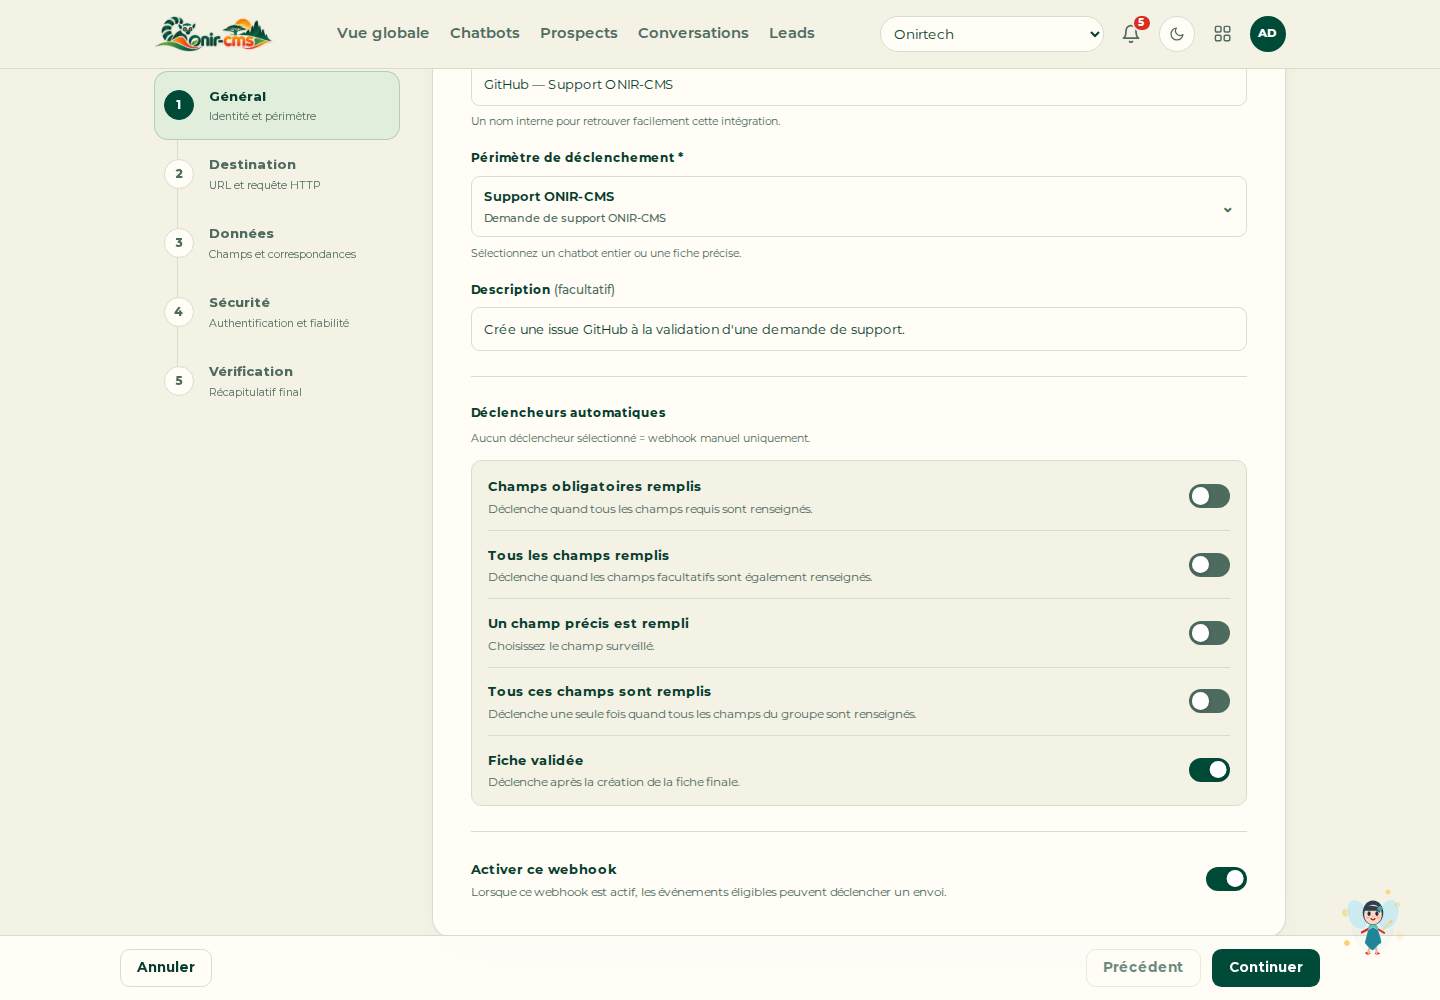 Onir-cms
Vue globale
Chatbots
Prospects
Conversations
Leads
Onirtech
5
AD
1
Général
Identité et périmètre
2
Destination
URL et requête HTTP
3
Données
Champs et correspondances
4
Sécurité
Authentification et fiabilité
5
Vérification
Récapitulatif final
GitHub — Support ONIR-CMS
Un nom interne pour retrouver facilement cette intégration.
Périmètre de déclenchement *
Support ONIR-CMS
Demande de support ONIR-CMS
Sélectionnez un chatbot entier ou une fiche précise.
Description (facultatif)
Crée une issue GitHub à la validation d'une demande de support.
Déclencheurs automatiques
Aucun déclencheur sélectionné = webhook manuel uniquement.
Champs obligatoires remplis
Déclenche quand tous les champs requis sont renseignés.
Tous les champs remplis
Déclenche quand les champs facultatifs sont également renseignés.
Un champ précis est rempli
Choisissez le champ surveillé.
Tous ces champs sont remplis
Déclenche une seule fois quand tous les champs du groupe sont renseignés.
Fiche validée
Déclenche après la création de la fiche finale.
Activer ce webhook
Lorsque ce webhook est actif, les événements éligibles peuvent déclencher un envoi.
Annuler
Précédent
Continuer